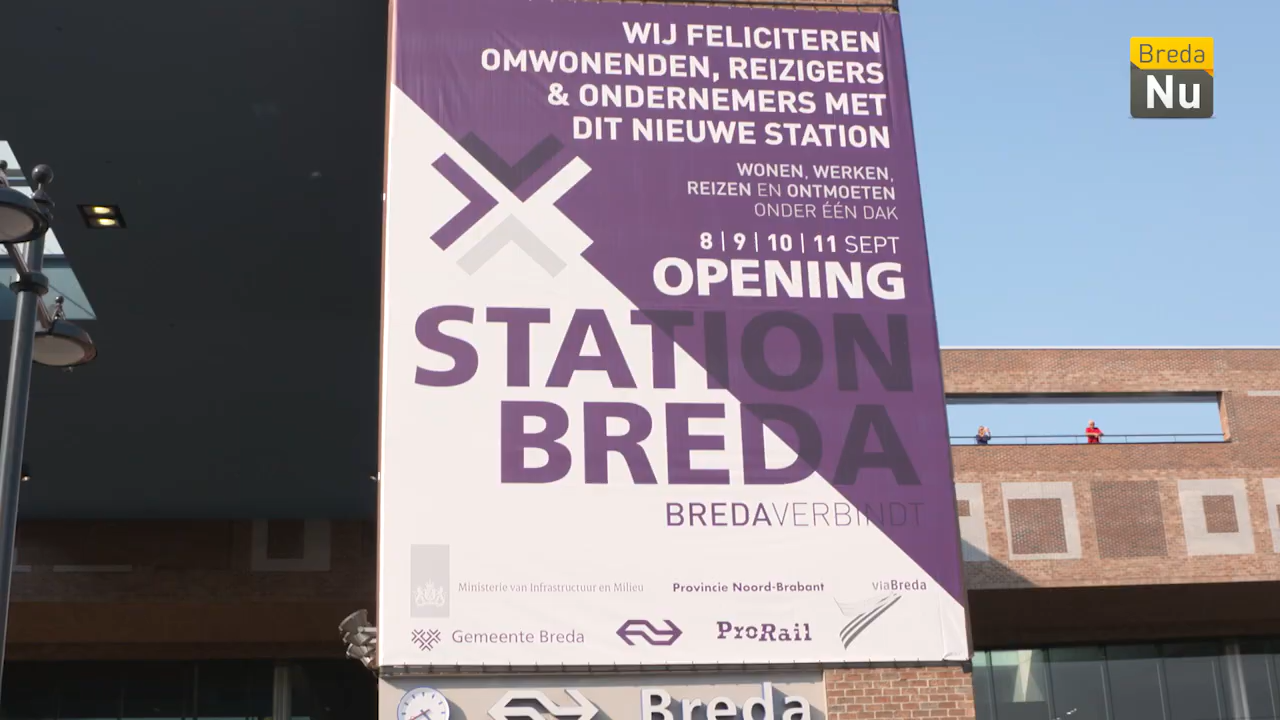 WIJ FELICITEREN
OMWONENDEN, REIZIGERS
& ONDERNEMERS MET
DIT NIEUWE STATION
WONEN, WERKEN,
REIZEN EN ONTMOETEN
ONDER ÉÉN DAK
8 | 9 | 10 | 11 SEPT
OPENING
STATION
BREDA
BREDAVERBINDT
Ministerie van Infrastructuur en Milieu
Provincie Noord-Brabant
viaBreda
Gemeente Breda
ProRail
Breda
Breda
Nu